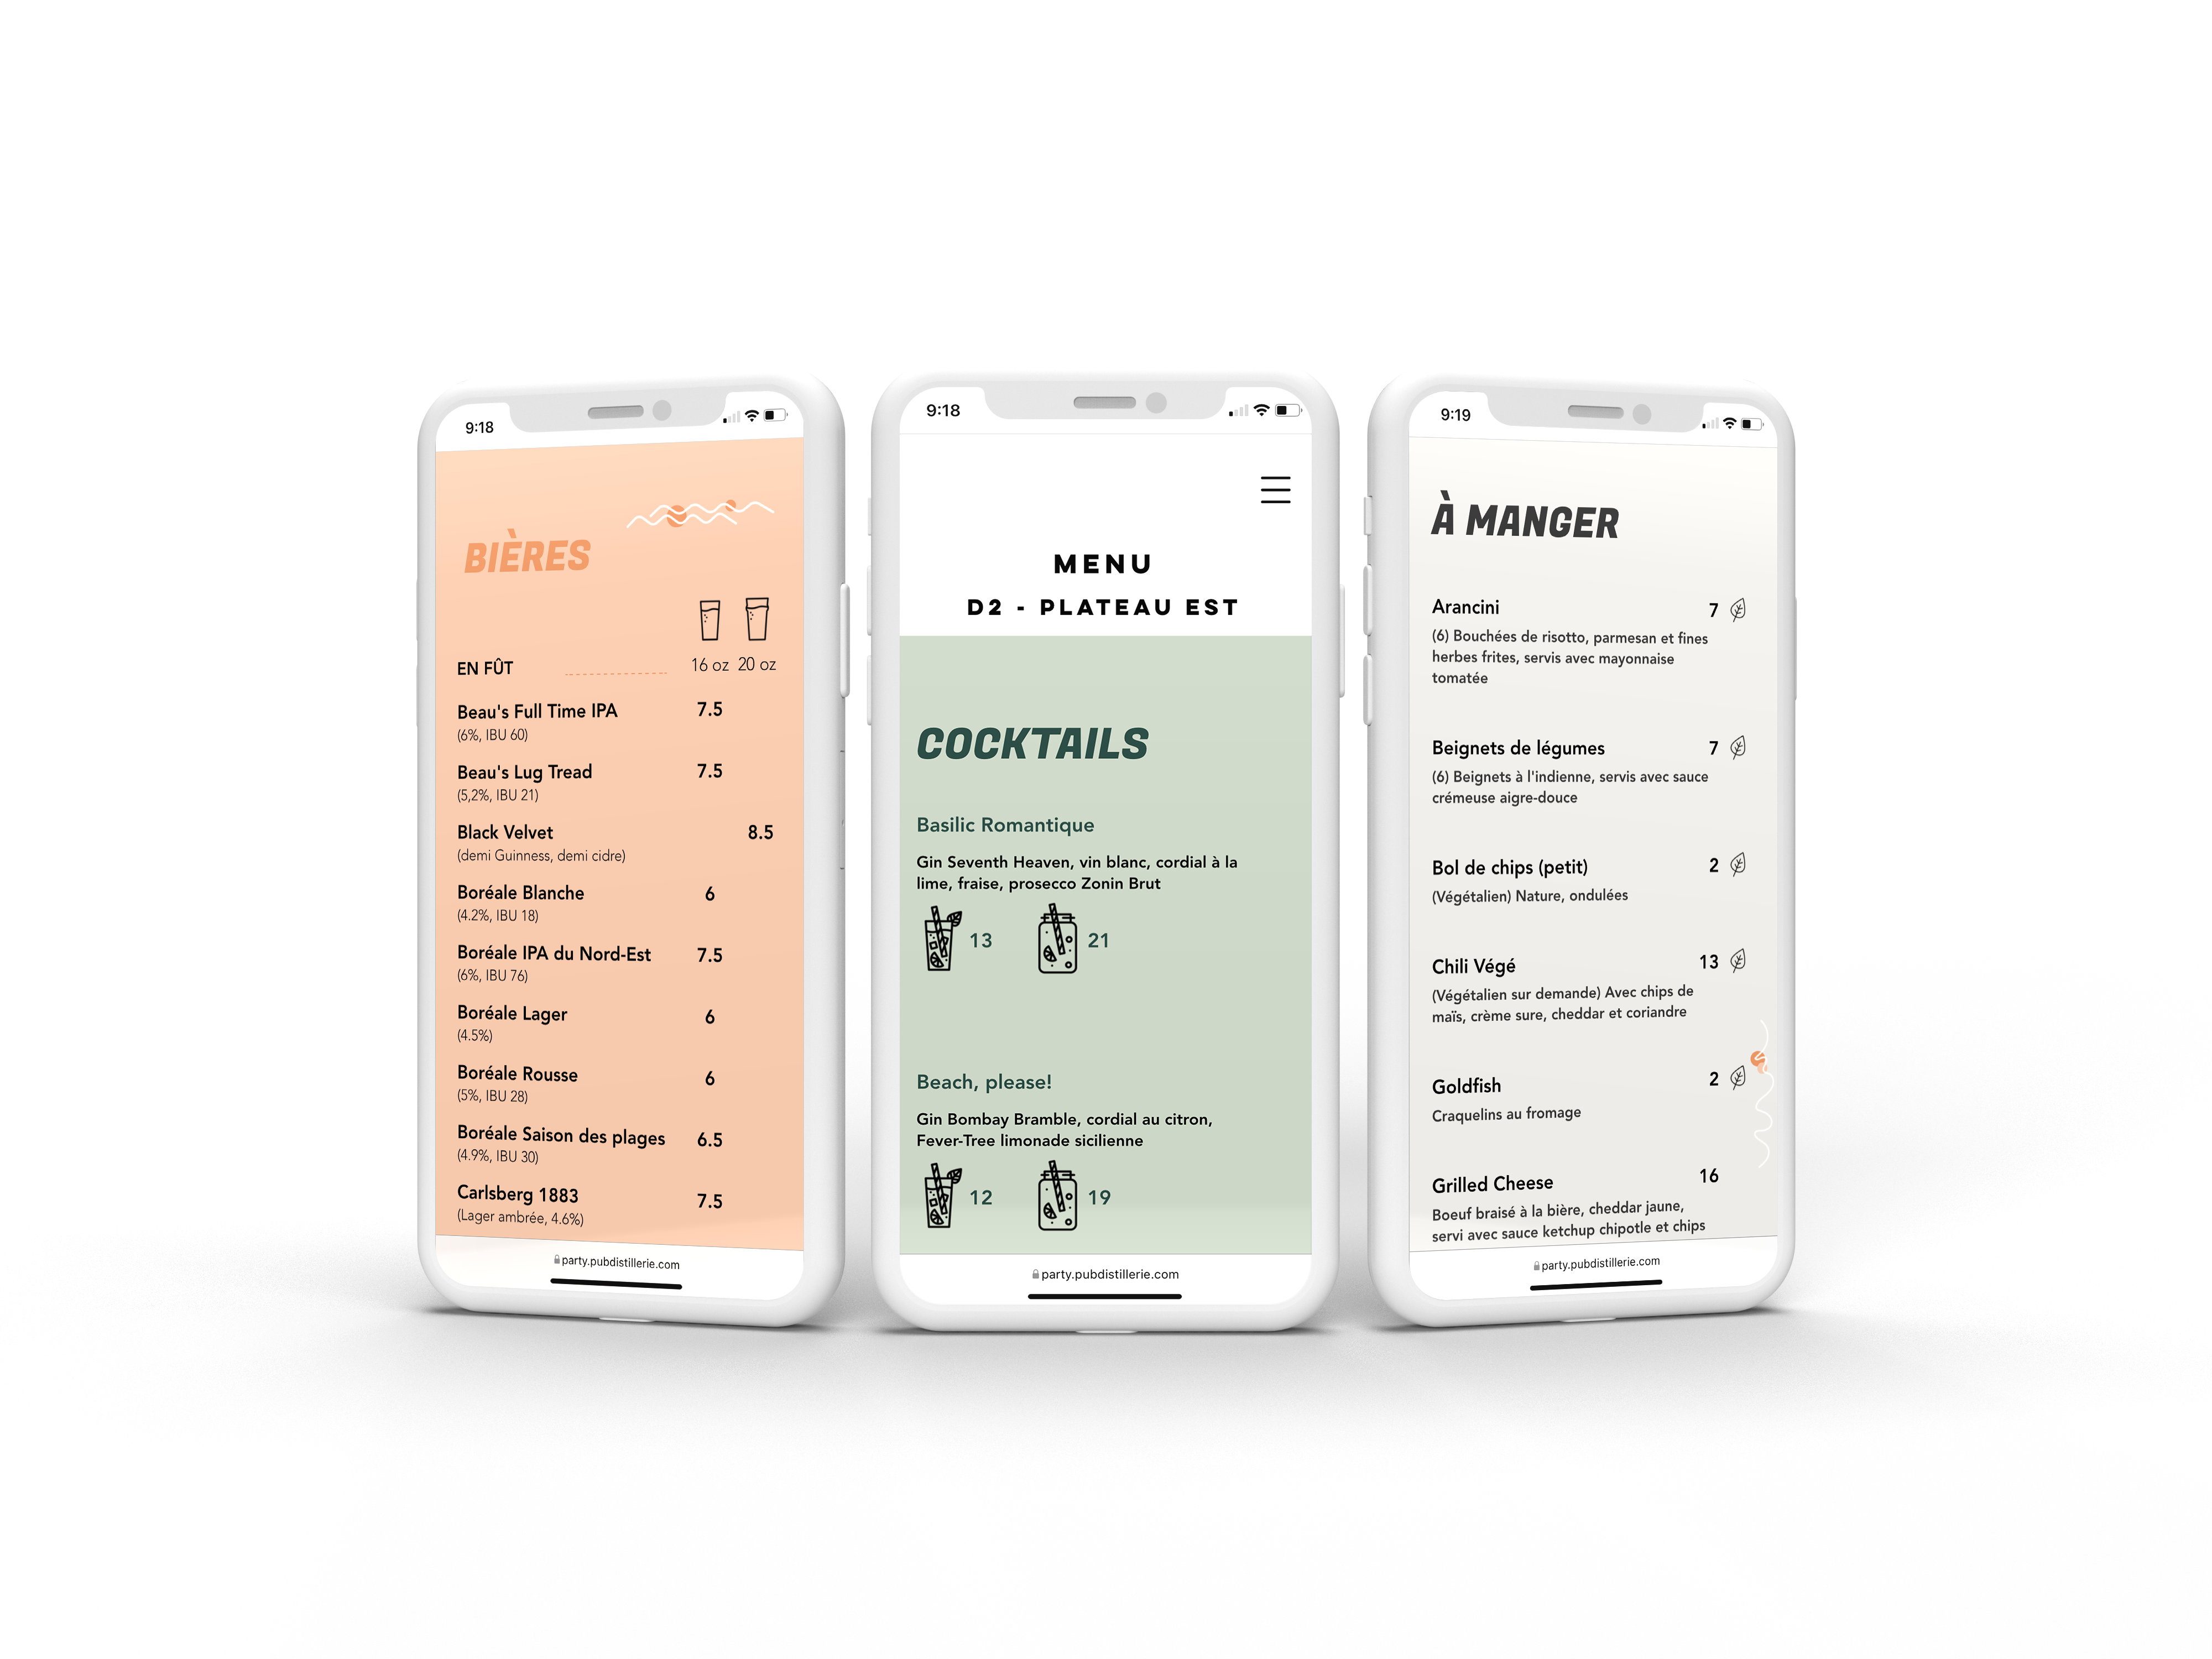 9:18
BIÈRES
16 oz 20 oz
EN FÛT
Beau's Full Time IPA 7.5
(6%, IBU 60)
Beau's Lug Tread 7.5
(5,2%, IBU 21)
Black Velvet 8.5
(demi Guinness, demi cidre)
Boréale Blanche 6
(4.2%, IBU 18)
Boréale IPA du Nord-Est 7.5
(6%, IBU 76)
Boréale Lager 6
(4.5%)
Boréale Rousse 6
(5%, IBU 28)
Boréale Saison des plages 6.5
(4.9%, IBU 30)
Carlsberg 1883 7.5
(Lager ambrée, 4.6%)
party.pubdistillerie.com
9:18
MENU
D2 - PLATEAU EST
COCKTAILS
Basilic Romantique
Gin Seventh Heaven, vin blanc, cordial à la
lime, fraise, prosecco Zonin Brut
13 21
Beach, please!
Gin Bombay Bramble, cordial au citron,
Fever-Tree limonade sicilienne
12 19
party.pubdistillerie.com
9:19
À MANGER
Arancini 7
(6) Bouchées de risotto, parmesan et fines
herbes frites, servis avec mayonnaise
tomatée
Beignets de légumes 7
(6) Beignets à l'indienne, servis avec sauce
crémeuse aigre-douce
Bol de chips (petit) 2
(Végétalien) Nature, ondulées
Chili Végé 13
(Végétalien sur demande) Avec chips de
maïs, crème sure, cheddar et coriandre
Goldfish 2
Craquelins au fromage
Grilled Cheese 16
Boeuf braisé à la bière, cheddar jaune,
servi avec sauce ketchup chipotle et chips
party.pubdistillerie.com